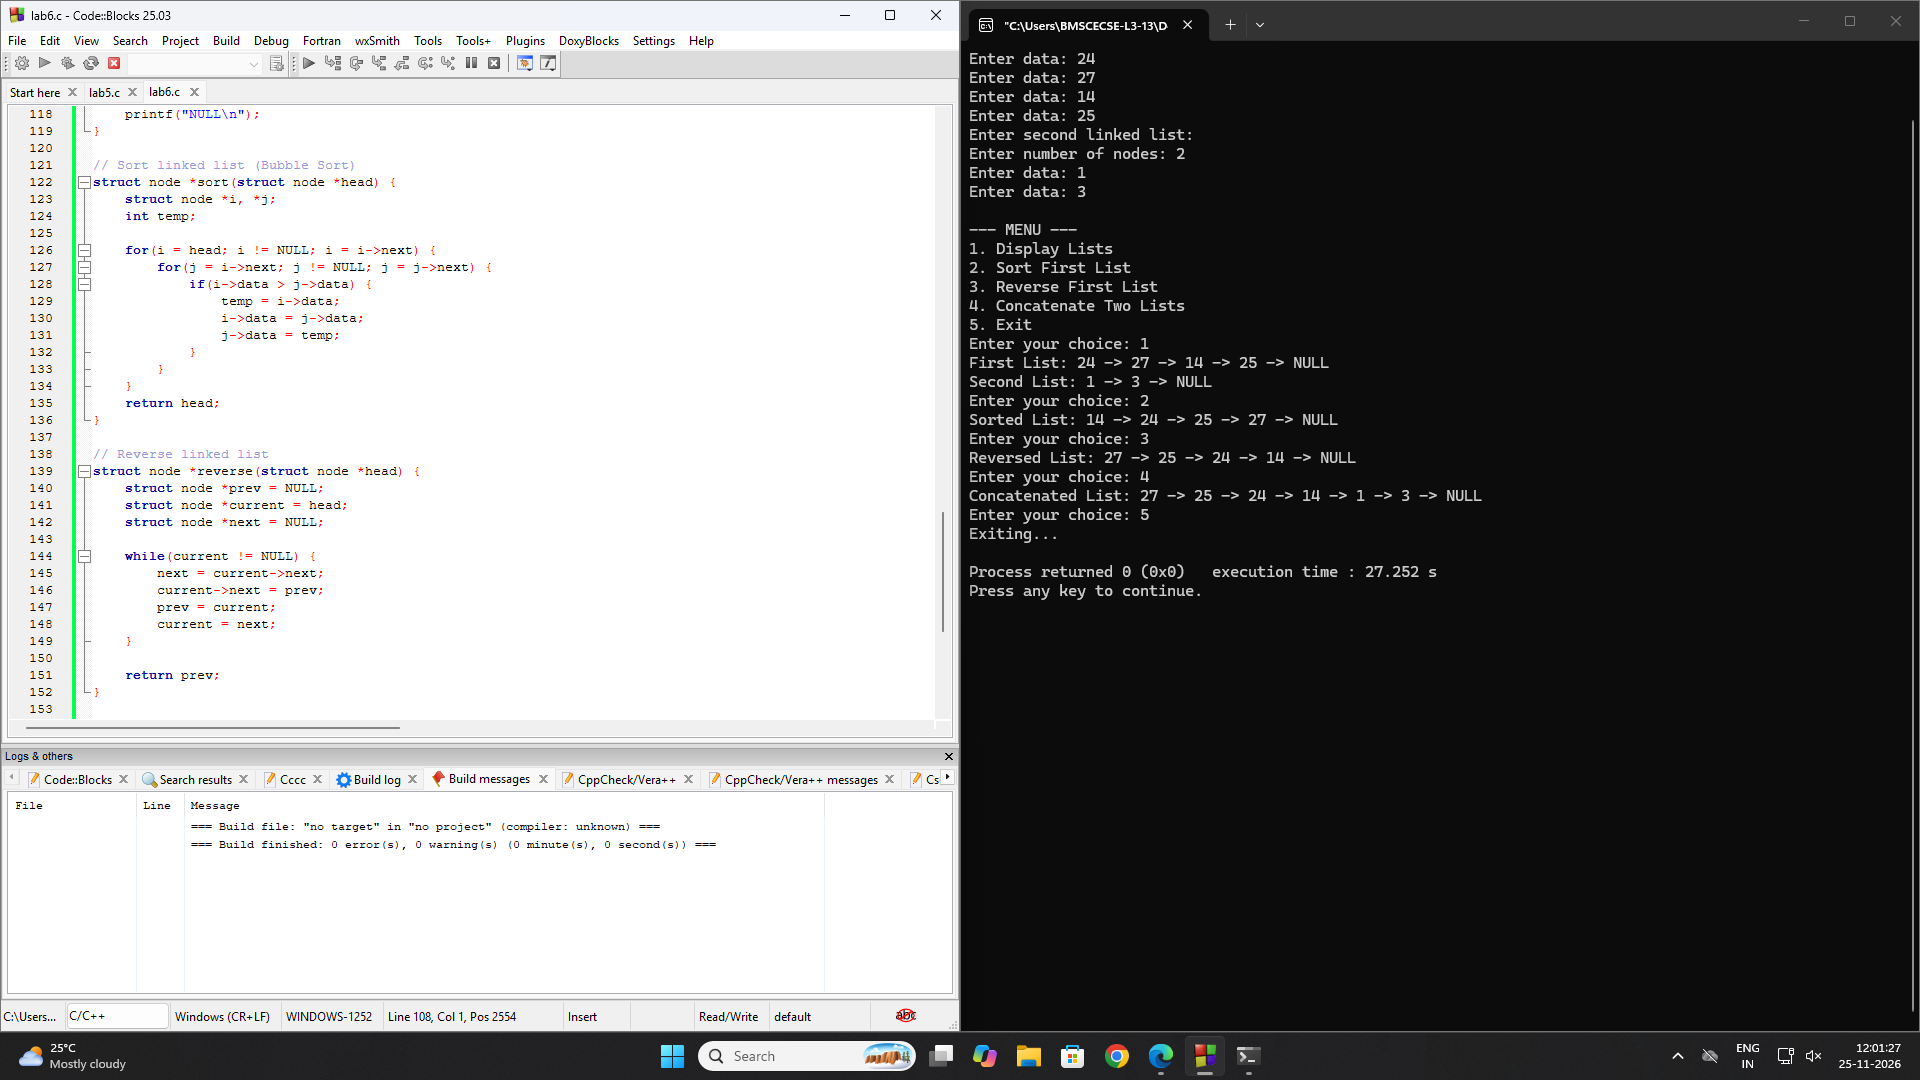 lab6.c - Code::Blocks 25.03
File Edit View Search Project Build Debug Fortran wxSmith Tools Tools+ Plugins DoxyBlocks Settings Help
Start here lab5.c lab6.c
118 printf("NULL\n");
119 }
120
121 // Sort linked list (Bubble Sort)
122 struct node *sort(struct node *head) {
123 struct node *i, *j;
124 int temp;
125
126 for(i = head; i != NULL; i = i->next) {
127 for(j = i->next; j != NULL; j = j->next) {
128 if(i->data > j->data) {
129 temp = i->data;
130 i->data = j->data;
131 j->data = temp;
132 }
133 }
134 }
135 return head;
136 }
137
138 // Reverse linked list
139 struct node *reverse(struct node *head) {
140 struct node *prev = NULL;
141 struct node *current = head;
142 struct node *next = NULL;
143
144 while(current != NULL) {
145 next = current->next;
146 current->next = prev;
147 prev = current;
148 current = next;
149 }
150
151 return prev;
152 }
153
Logs & others
Code::Blocks Search results Cccc Build log Build messages CppCheck/Vera++ CppCheck/Vera++ messages Cs
File Line Message
=== Build file: "no target" in "no project" (compiler: unknown) ===
=== Build finished: 0 error(s), 0 warning(s) (0 minute(s), 0 second(s)) ===
C:\Users... C/C++ Windows (CR+LF) WINDOWS-1252 Line 108, Col 1, Pos 2554 Insert Read/Write default abc
"C:\Users\BMSCECSE-L3-13\D
Enter data: 24
Enter data: 27
Enter data: 14
Enter data: 25
Enter second linked list:
Enter number of nodes: 2
Enter data: 1
Enter data: 3
--- MENU ---
1. Display Lists
2. Sort First List
3. Reverse First List
4. Concatenate Two Lists
5. Exit
Enter your choice: 1
First List: 24 -> 27 -> 14 -> 25 -> NULL
Second List: 1 -> 3 -> NULL
Enter your choice: 2
Sorted List: 14 -> 24 -> 25 -> 27 -> NULL
Enter your choice: 3
Reversed List: 27 -> 25 -> 24 -> 14 -> NULL
Enter your choice: 4
Concatenated List: 27 -> 25 -> 24 -> 14 -> 1 -> 3 -> NULL
Enter your choice: 5
Exiting...
Process returned 0 (0x0) execution time : 27.252 s
Press any key to continue.
25°C
Mostly cloudy
Search
ENG
IN
12:01:27
25-11-2026